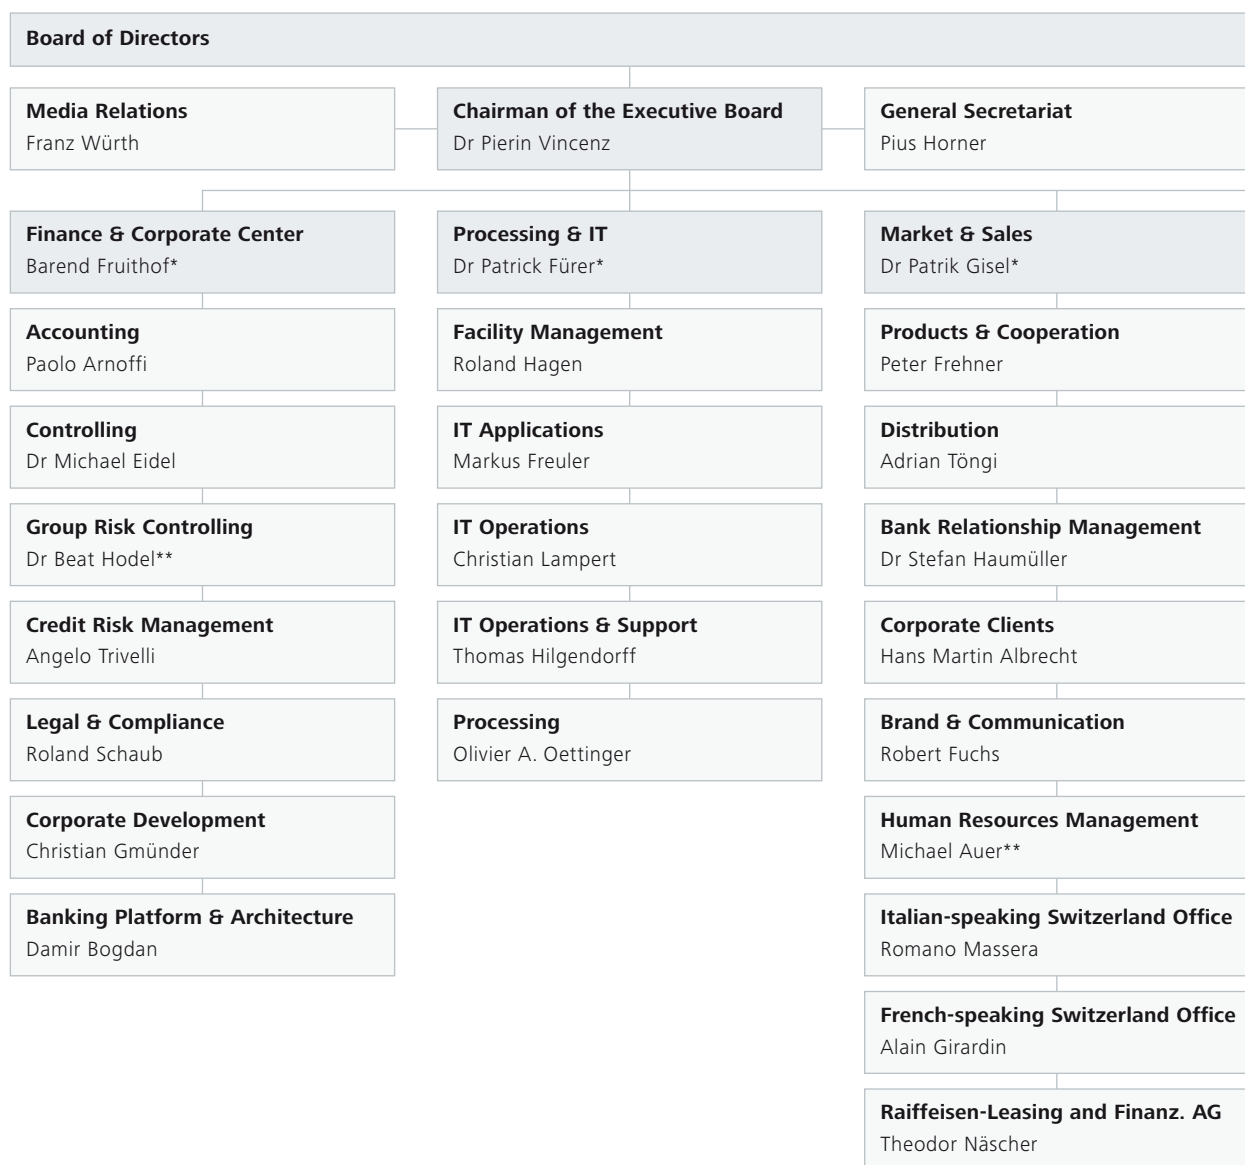 Board of Directors
Media Relations
Franz Würth
Chairman of the Executive Board
Dr Pierin Vincenz
General Secretariat
Pius Horner
Finance & Corporate Center
Barend Fruithof*
Accounting
Paolo Arnoffi
Controlling
Dr Michael Eidel
Group Risk Controlling
Dr Beat Hodel**
Credit Risk Management
Angelo Trivelli
Legal & Compliance
Roland Schaub
Corporate Development
Christian Gmünder
Banking Platform & Architecture
Damir Bogdan
Processing & IT
Dr Patrick Fürer*
Facility Management
Roland Hagen
IT Applications
Markus Freuler
IT Operations
Christian Lampert
IT Operations & Support
Thomas Hilgendorff
Processing
Olivier A. Oettinger
Market & Sales
Dr Patrik Gisel*
Products & Cooperation
Peter Frehner
Distribution
Adrian Töngi
Bank Relationship Management
Dr Stefan Haumüller
Corporate Clients
Hans Martin Albrecht
Brand & Communication
Robert Fuchs
Human Resources Management
Michael Auer**
Italian-speaking Switzerland Office
Romano Massera
French-speaking Switzerland Office
Alain Girardin
Raiffeisen-Leasing and Finanz. AG
Theodor Näscher